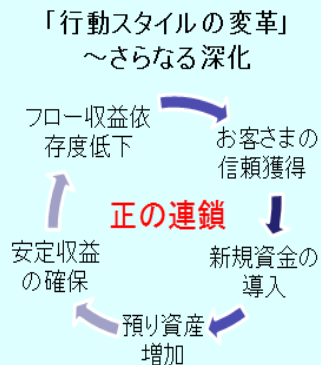 「行動スタイルの変革」
～さらなる深化
フロー収益依
存度低下
お客さまの
信頼獲得
正の連鎖
安定収益
の確保
新規資金の
導入
預り資産
増加